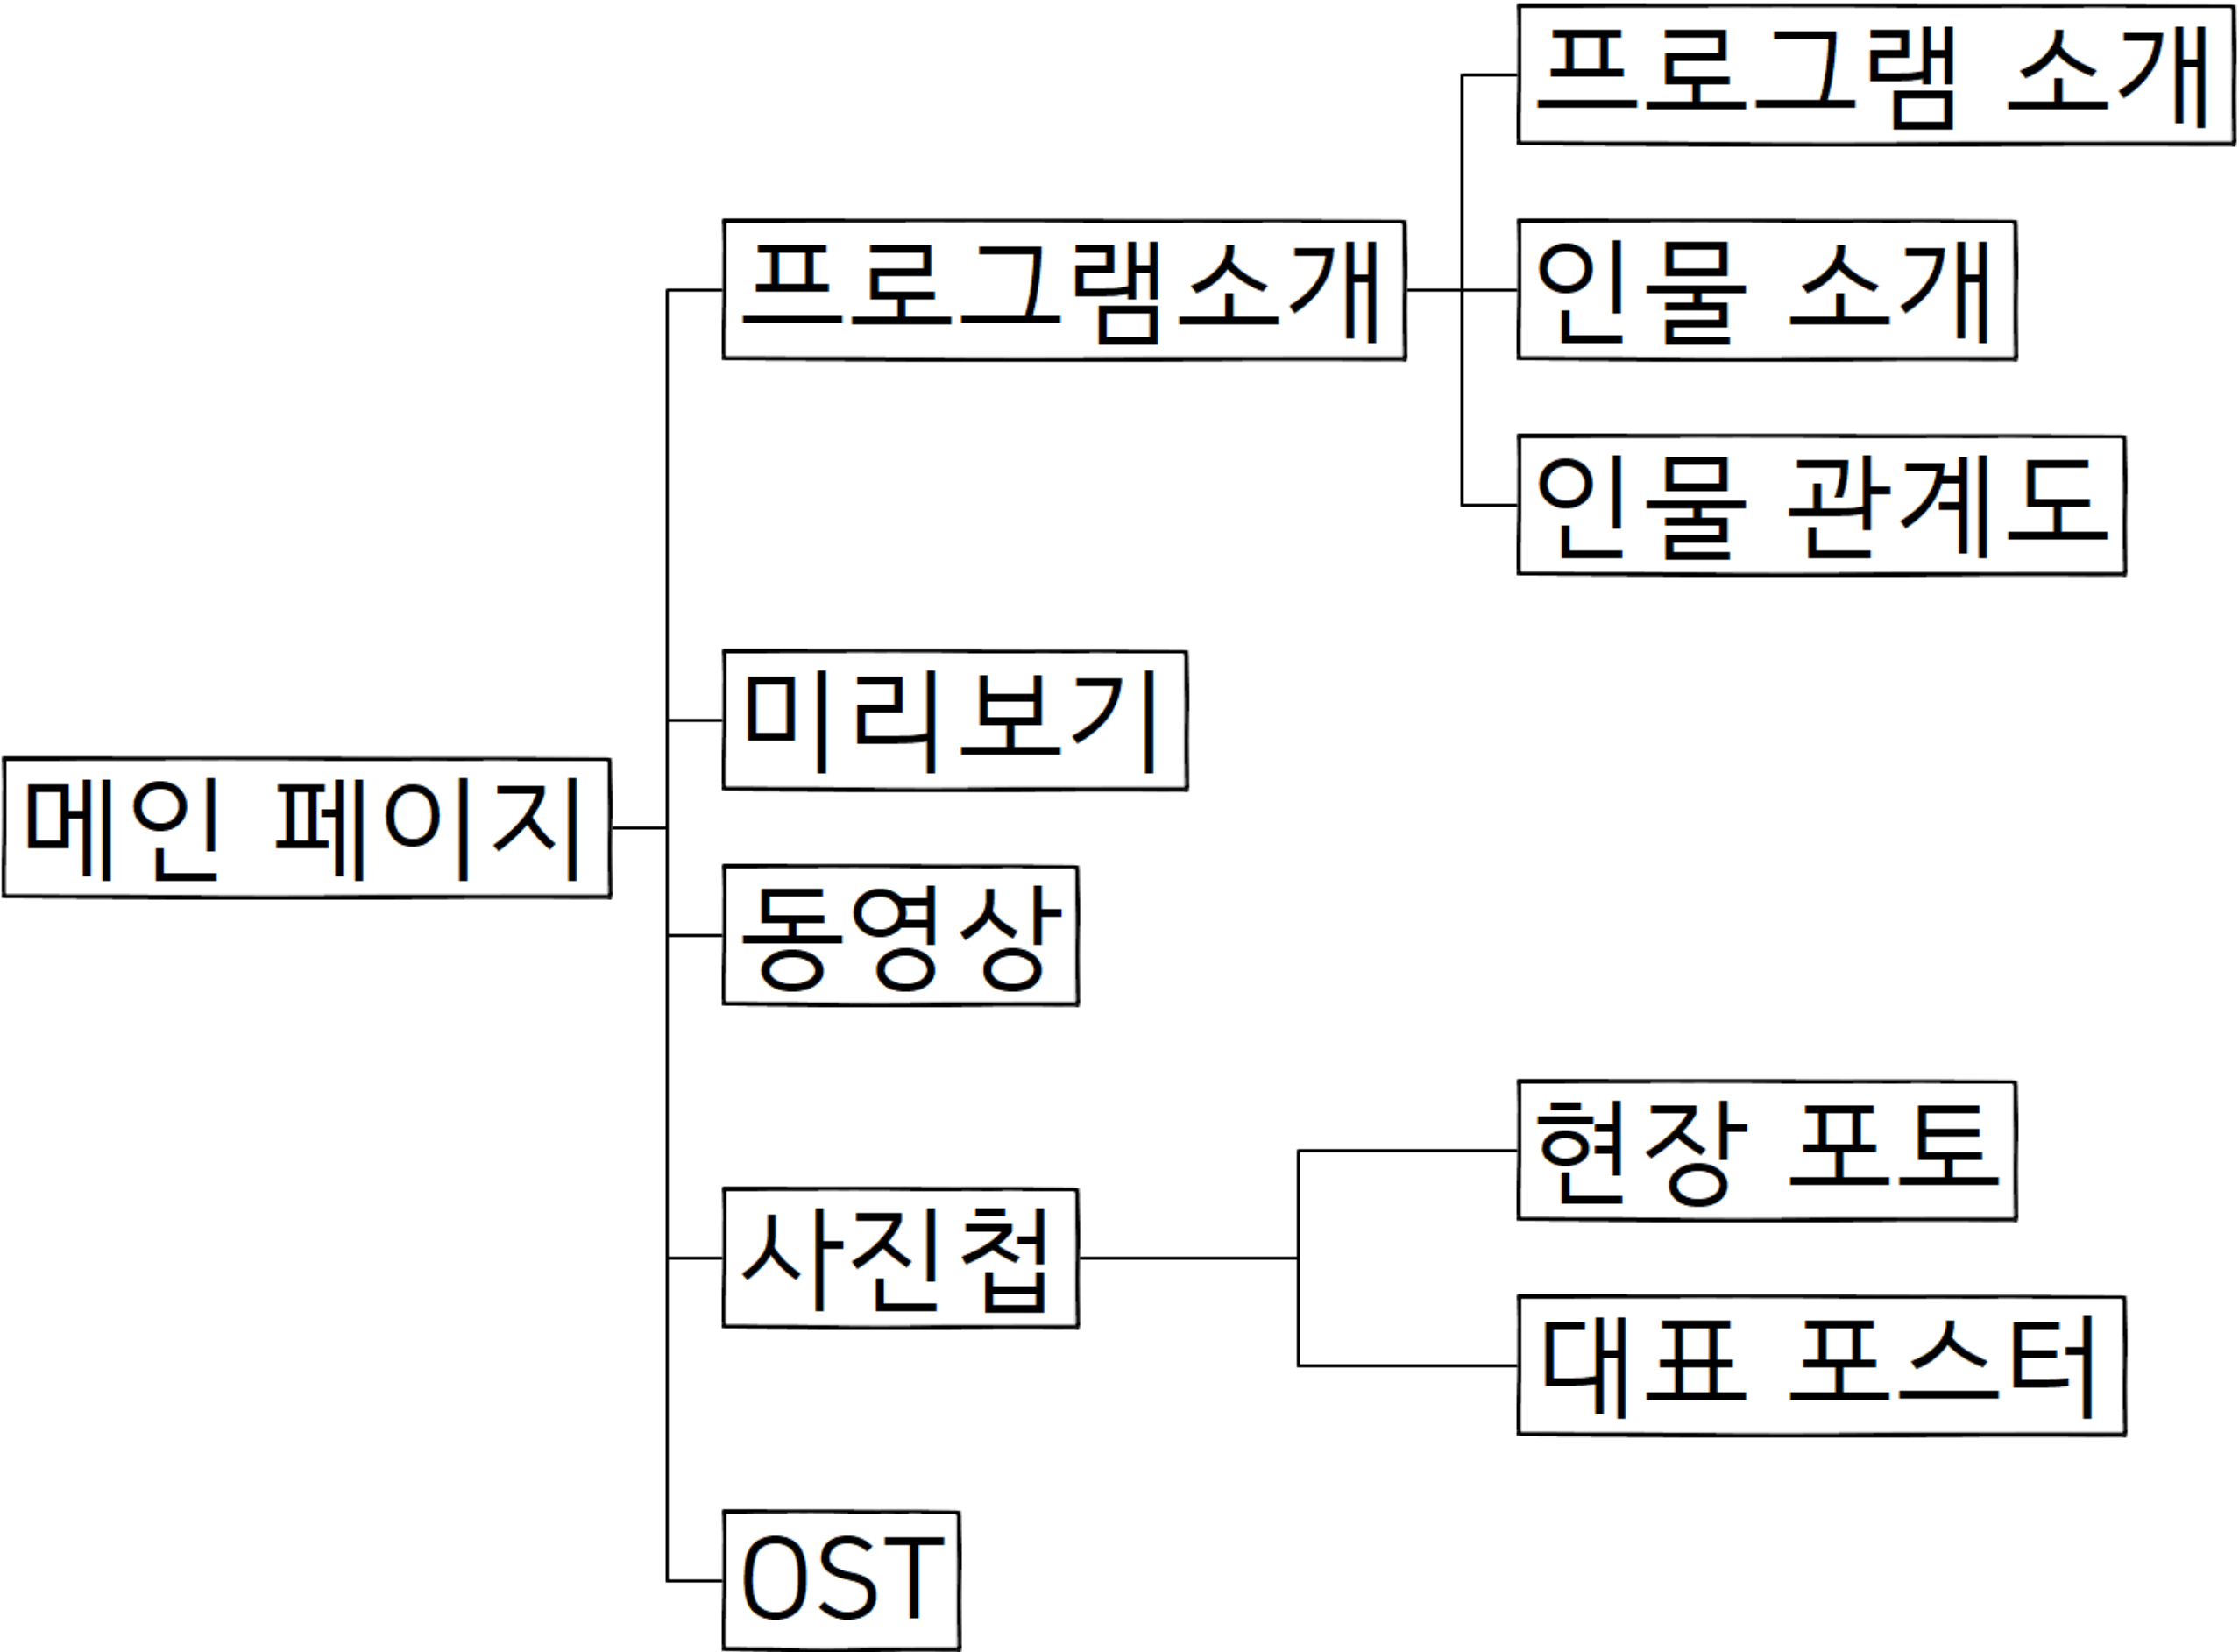 프로그램 소개
프로그램소개
인물 소개
인물 관계도
미리보기
메인 페이지
동영상
현장 포토
사진첩
대표 포스터
OST